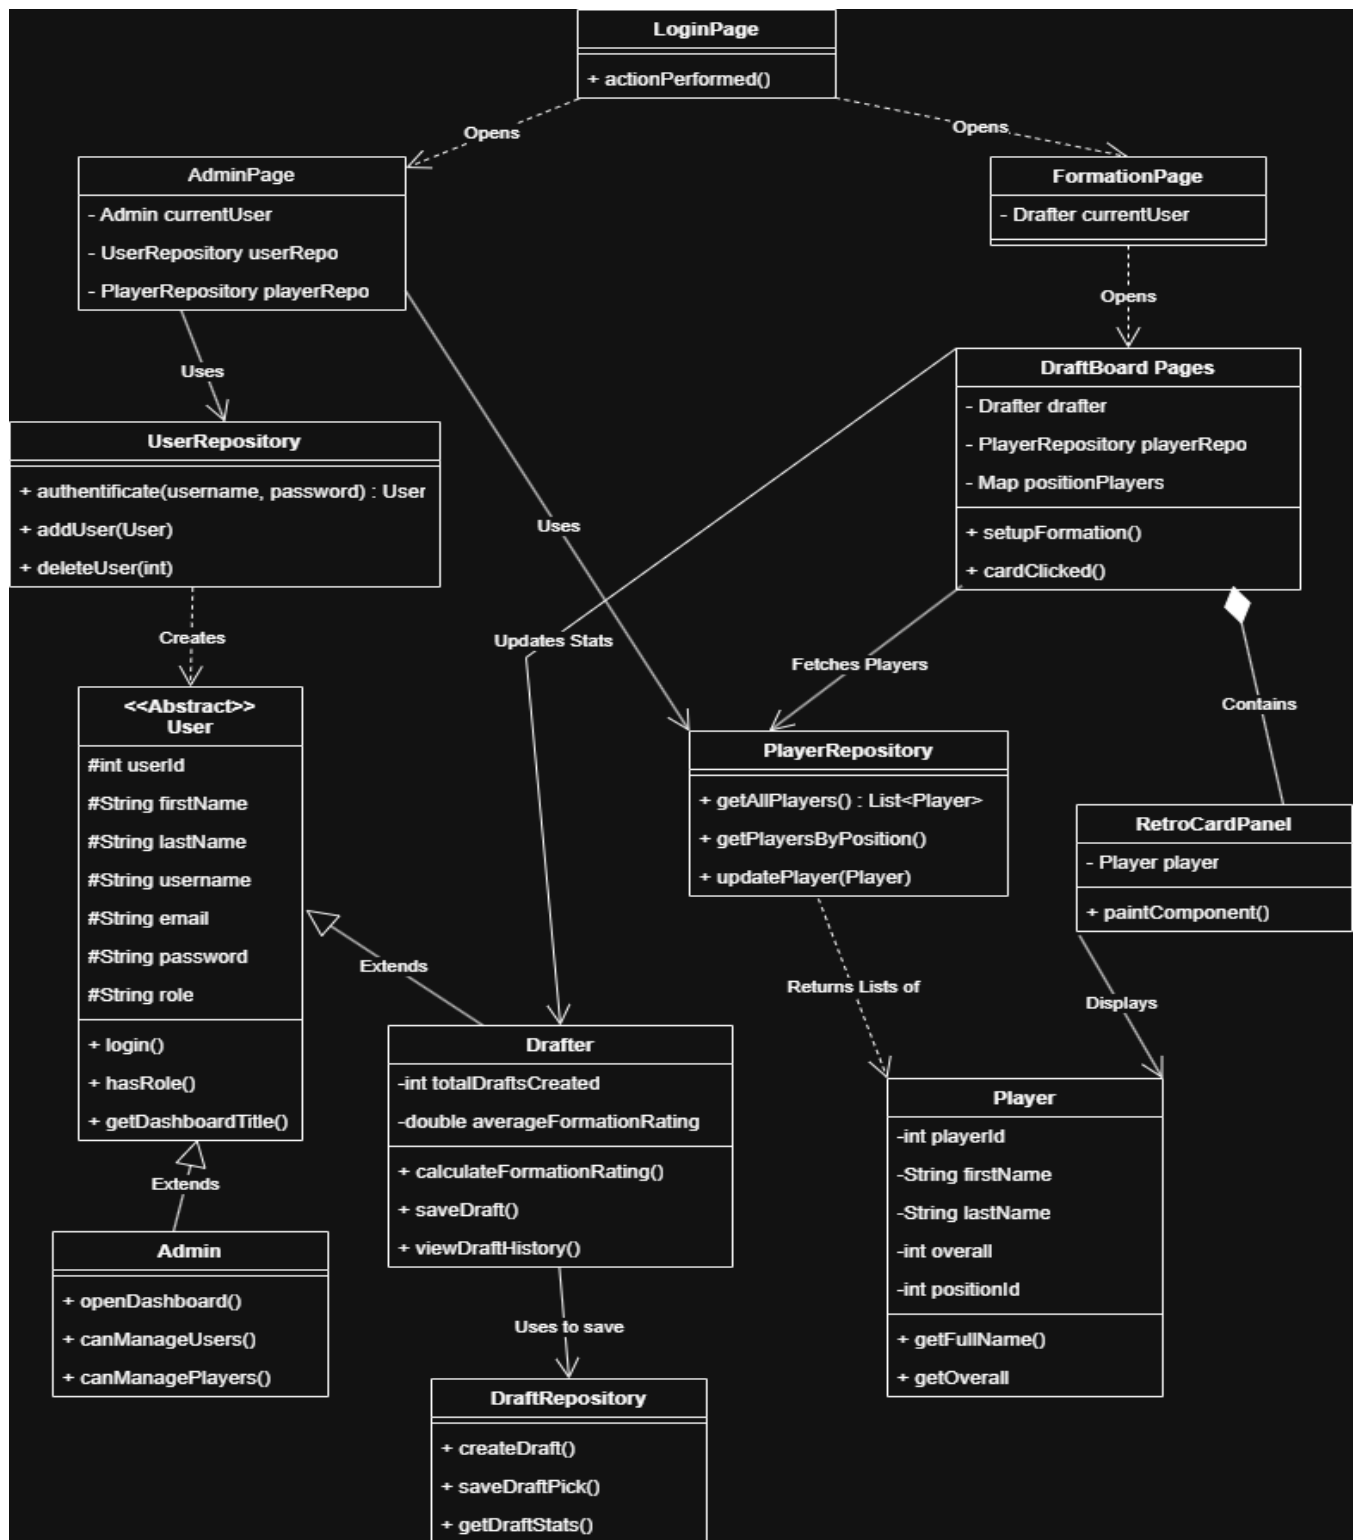 LoginPage
+ actionPerformed()
Opens
Opens
AdminPage
- Admin currentUser
- UserRepository userRepo
- PlayerRepository playerRepo
FormationPage
- Drafter currentUser
Opens
Uses
DraftBoard Pages
- Drafter drafter
- PlayerRepository playerRepo
- Map positionPlayers
+ setupFormation()
+ cardClicked()
UserRepository
+ authentificate(username, password) : User
+ addUser(User)
+ deleteUser(int)
Uses
Creates
Updates Stats
Fetches Players
Contains
<<Abstract>>
User
#int userId
#String firstName
#String lastName
#String username
#String email
#String password
#String role
+ login()
+ hasRole()
+ getDashboardTitle()
PlayerRepository
+ getAllPlayers() : List<Player>
+ getPlayersByPosition()
+ updatePlayer(Player)
RetroCardPanel
- Player player
+ paintComponent()
Extends
Returns Lists of
Displays
Drafter
-int totalDraftsCreated
-double averageFormationRating
+ calculateFormationRating()
+ saveDraft()
+ viewDraftHistory()
Player
-int playerId
-String firstName
-String lastName
-int overall
-int positionId
+ getFullName()
+ getOverall
Extends
Admin
+ openDashboard()
+ canManageUsers()
+ canManagePlayers()
Uses to save
DraftRepository
+ createDraft()
+ saveDraftPick()
+ getDraftStats()